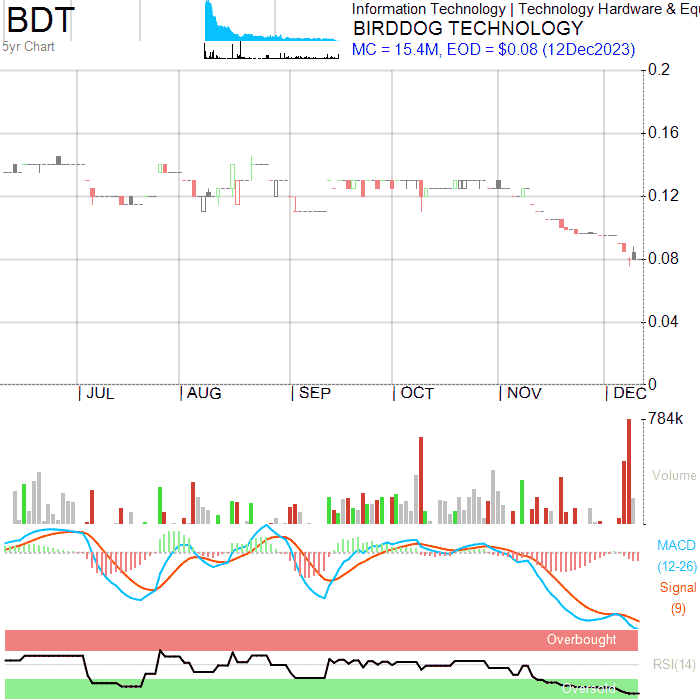 BDT
5yr Chart
Information Technology | Technology Hardware & Equ
BIRDDOG TECHNOLOGY
MC = 15.4M, EOD = $0.08 (12Dec2023)
0.2
0.16
0.12
0.08
0.04
0
| JUL | AUG | SEP | OCT | NOV | DEC
784k
Volume
MACD
(12-26)
Signal
(9)
Overbought
RSI(14)
Oversold